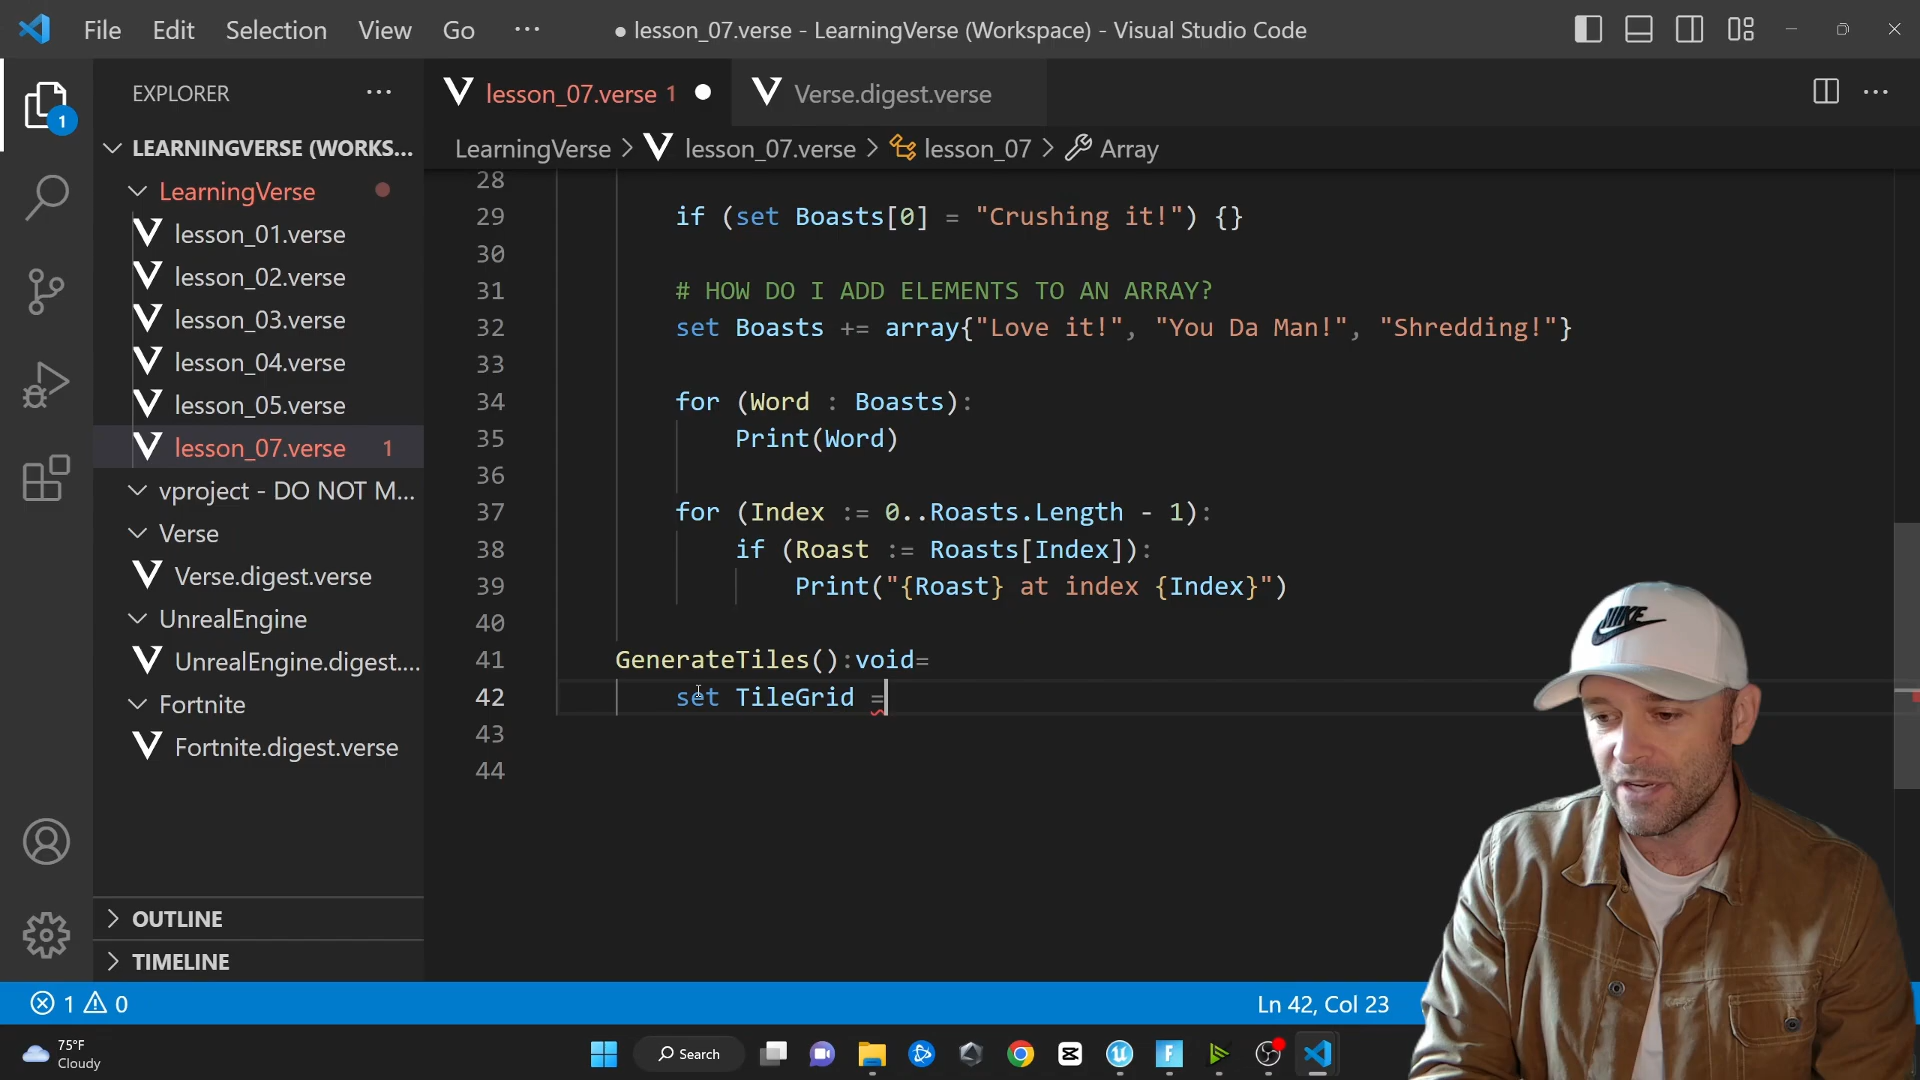 File Edit Selection View Go ··· ● lesson_07.verse - LearningVerse (Workspace) - Visual Studio Code
EXPLORER ···
lesson_07.verse 1 ●
Verse.digest.verse
LearningVerse > lesson_07.verse > lesson_07 > Array
1
LEARNINGVERSE (WORKS...
LearningVerse
lesson_01.verse
lesson_02.verse
lesson_03.verse
lesson_04.verse
lesson_05.verse
lesson_07.verse 1
vproject - DO NOT M...
Verse
Verse.digest.verse
UnrealEngine
UnrealEngine.digest....
Fortnite
Fortnite.digest.verse
OUTLINE
TIMELINE
28
29 if (set Boasts[0] = "Crushing it!") {}
30
31 # HOW DO I ADD ELEMENTS TO AN ARRAY?
32 set Boasts += array{"Love it!", "You Da Man!", "Shredding!"}
33
34 for (Word : Boasts):
35 Print(Word)
36
37 for (Index := 0..Roasts.Length - 1):
38 if (Roast := Roasts[Index]):
39 Print("{Roast} at index {Index}")
40
41 GenerateTiles():void=
42 set TileGrid =
43
44
1 0
Ln 42, Col 23
75°F
Cloudy
Search
NIKE